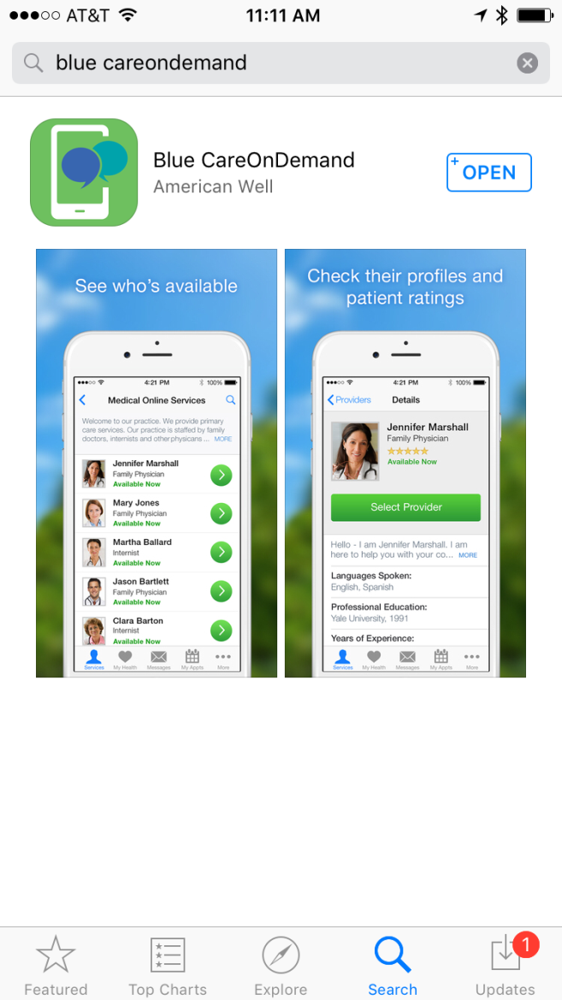 AT&T
11:11 AM
blue careondemand
Blue CareOnDemand
American Well
+ OPEN
See who's available
4:21 PM
100%
Medical Online Services
Welcome to our practice. We provide primary
care services. Our practice is staffed by family
doctors, internists and other physicans ... MORE
Jennifer Marshall
Family Physician
Available Now
Mary Jones
Family Physician
Available Now
Martha Ballard
Internist
Available Now
Jason Bartlett
Family Physician
Available Now
Clara Barton
Internist
Available Now
Services
My Health
Messages
My Appts
More
Check their profiles and
patient ratings
4:21 PM
100%
Providers
Details
Jennifer Marshall
Family Physician
Available Now
Select Provider
Hello - I am Jennifer Marshall. I am
here to help you with your co... MORE
Languages Spoken:
English, Spanish
Professional Education:
Yale University, 1991
Years of Experience:
Services
My Health
Messages
My Appts
More
Featured
Top Charts
Explore
Search
1
Updates